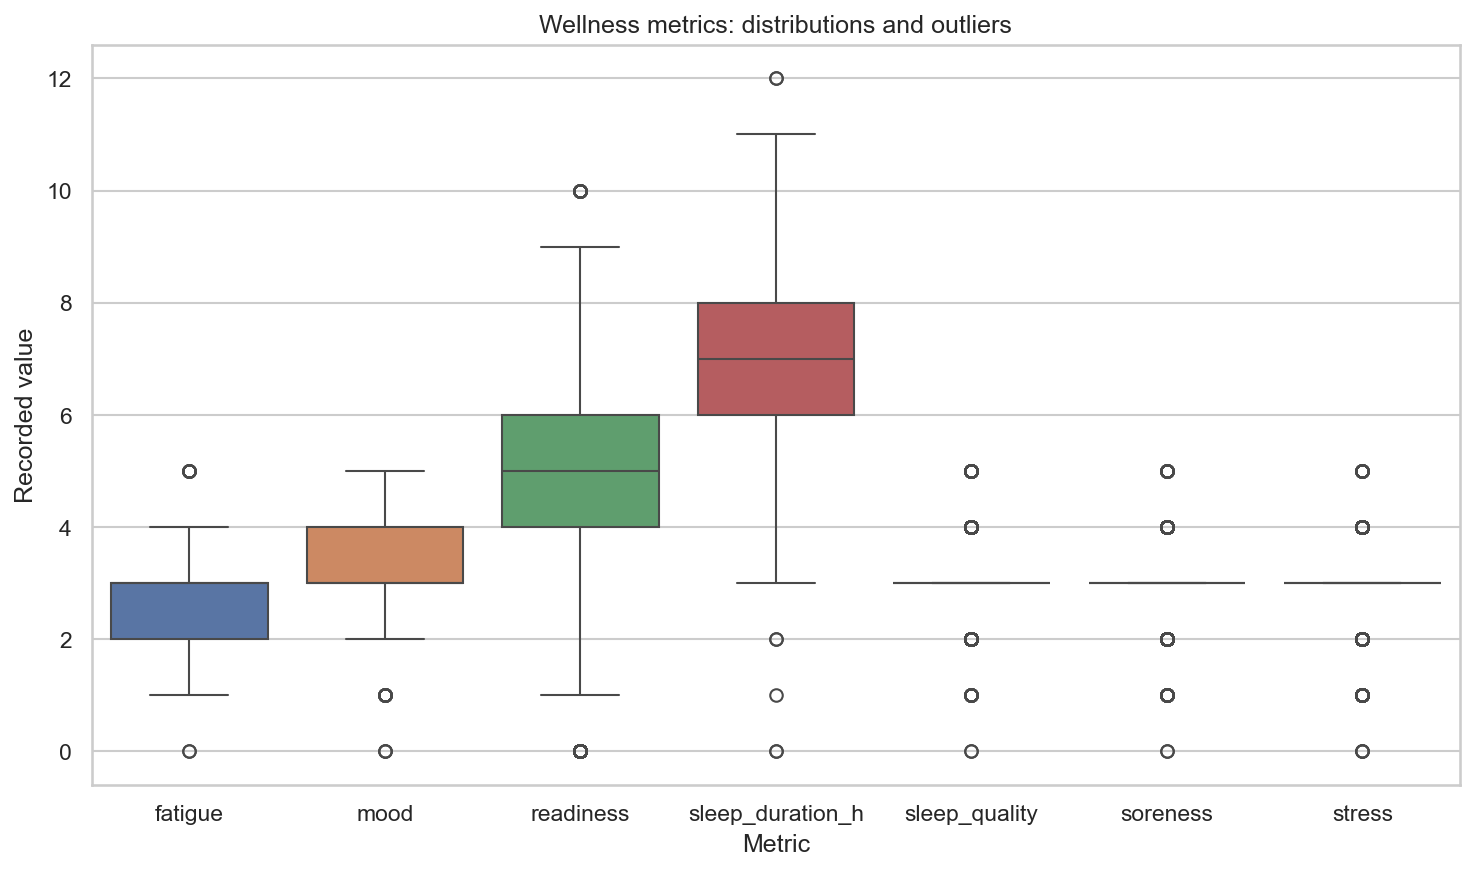 Wellness metrics: distributions and outliers
12
10
8
6
4
2
0
Recorded value
fatigue mood readiness sleep_duration_h sleep_quality soreness stress
Metric